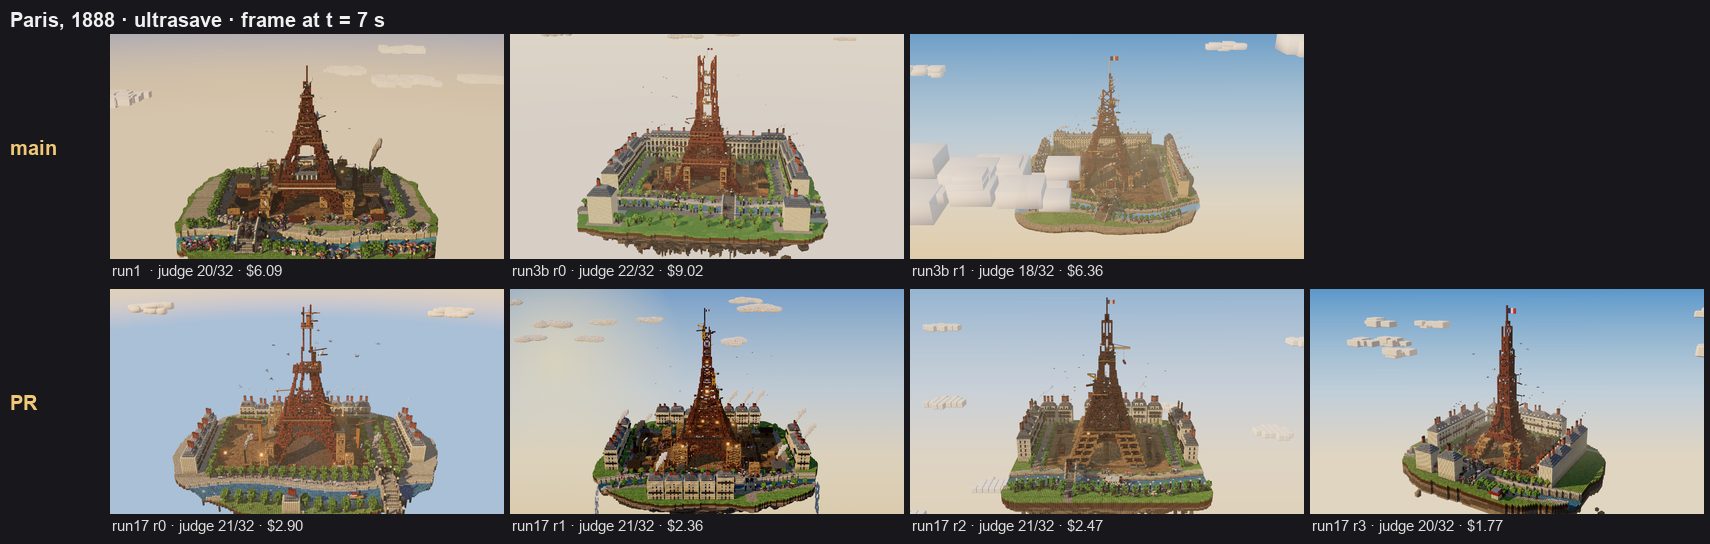 Paris, 1888 · ultrasave · frame at t = 7 s
main
run1 · judge 20/32 · $6.09
run3b r0 · judge 22/32 · $9.02
run3b r1 · judge 18/32 · $6.36
PR
run17 r0 · judge 21/32 · $2.90
run17 r1 · judge 21/32 · $2.36
run17 r2 · judge 21/32 · $2.47
run17 r3 · judge 20/32 · $1.77